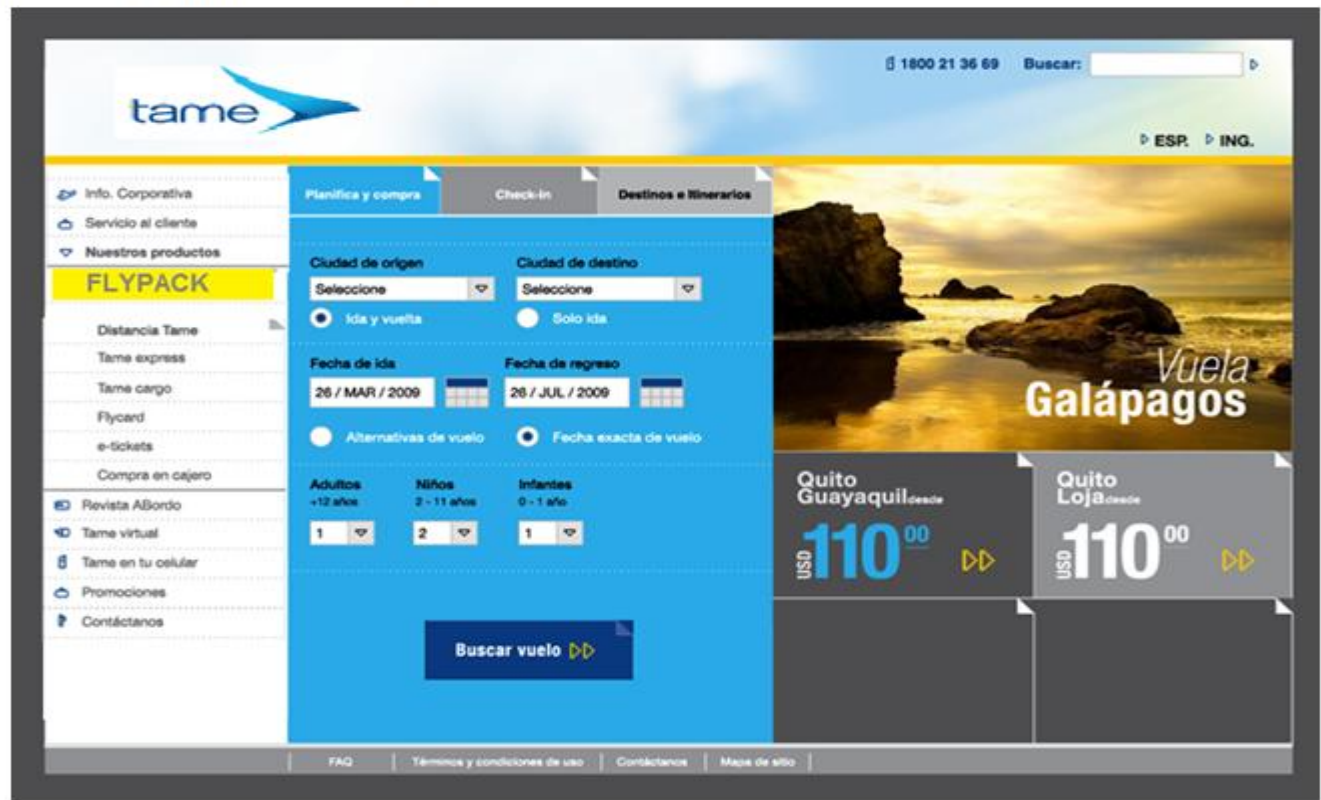 tame
1800 21 36 69 Buscar:
ESP. ING.
Info. Corporativa
Servicio al cliente
Nuestros productos
FLYPACK
Distancia Tame
Tame express
Tame cargo
Flycard
e-tickets
Compra en cajero
Revista ABordo
Tame virtual
Tame en tu celular
Promociones
Contáctanos
Planifica y compra Check-in Destinos e Itinerarios
Ciudad de origen Ciudad de destino
Seleccione Seleccione
Ida y vuelta Solo ida
Fecha de ida Fecha de regreso
26 / MAR / 2009 26 / JUL / 2009
Alternativas de vuelo Fecha exacta de vuelo
Adultos Niños Infantes
+12 años 2 - 11 años 0 - 1 año
1 2 1
Buscar vuelo
Vuela
Galápagos
Quito
Guayaquil desde
USD 110 00
Quito
Loja desde
USD 110 00
FAQ Términos y condiciones de uso Contáctanos Mapa de sitio